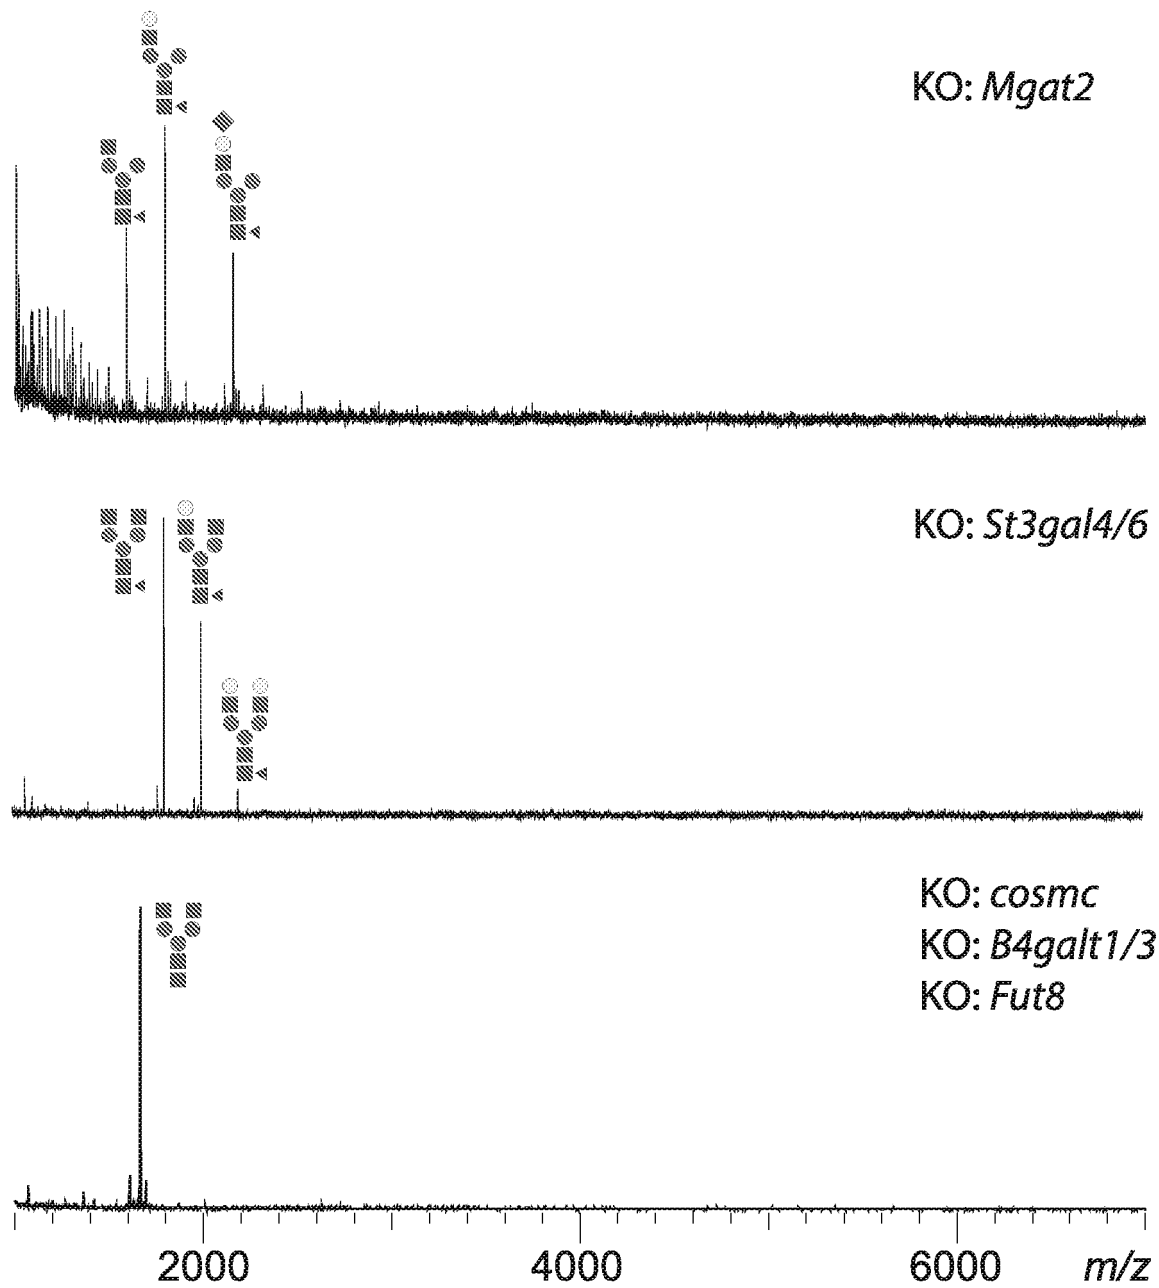 KO: Mgat2
KO: St3gal4/6
KO: cosmc
KO: B4galt1/3
KO: Fut8
2000 4000 6000 m/z